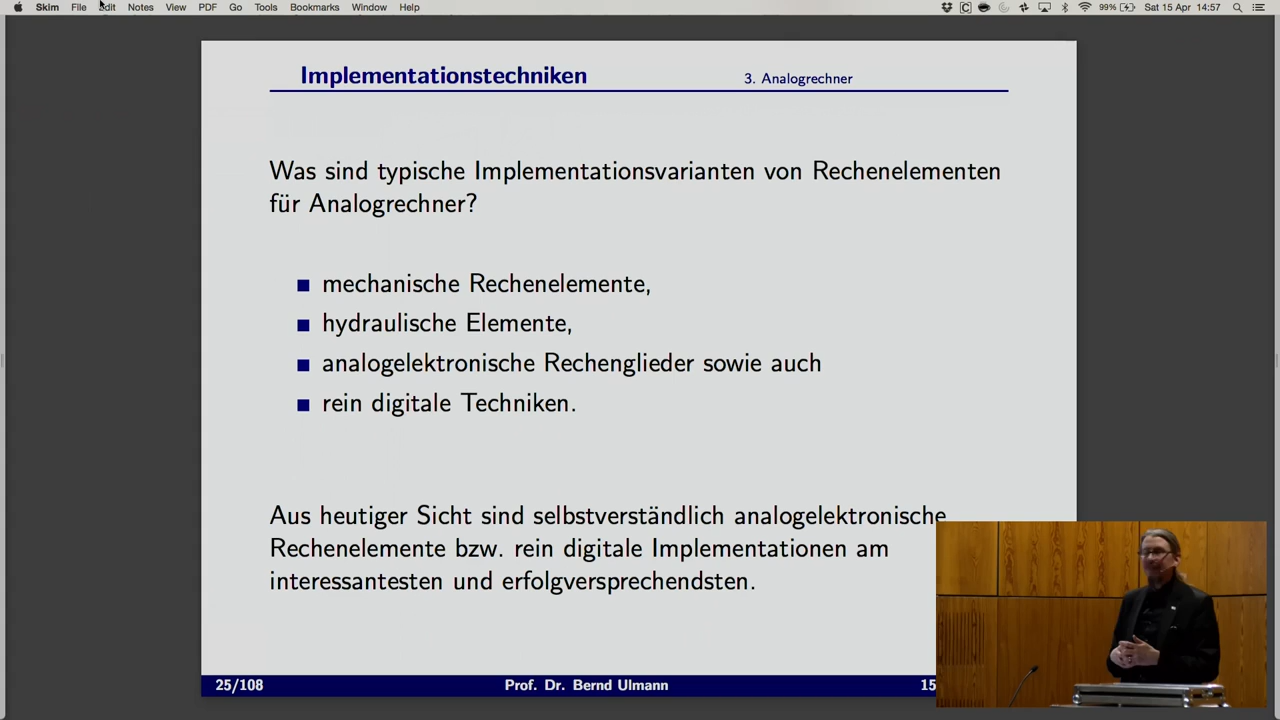 Skim File Edit Notes View PDF Go Tools Bookmarks Window Help 99% Sat 15 Apr 14:57
Implementationstechniken 3. Analogrechner
Was sind typische Implementationsvarianten von Rechenelementen
für Analogrechner?
mechanische Rechenelemente,
hydraulische Elemente,
analogelektronische Rechenglieder sowie auch
rein digitale Techniken.
Aus heutiger Sicht sind selbstverständlich analogelektronische
Rechenelemente bzw. rein digitale Implementationen am
interessantesten und erfolgversprechendsten.
25/108 Prof. Dr. Bernd Ulmann 15